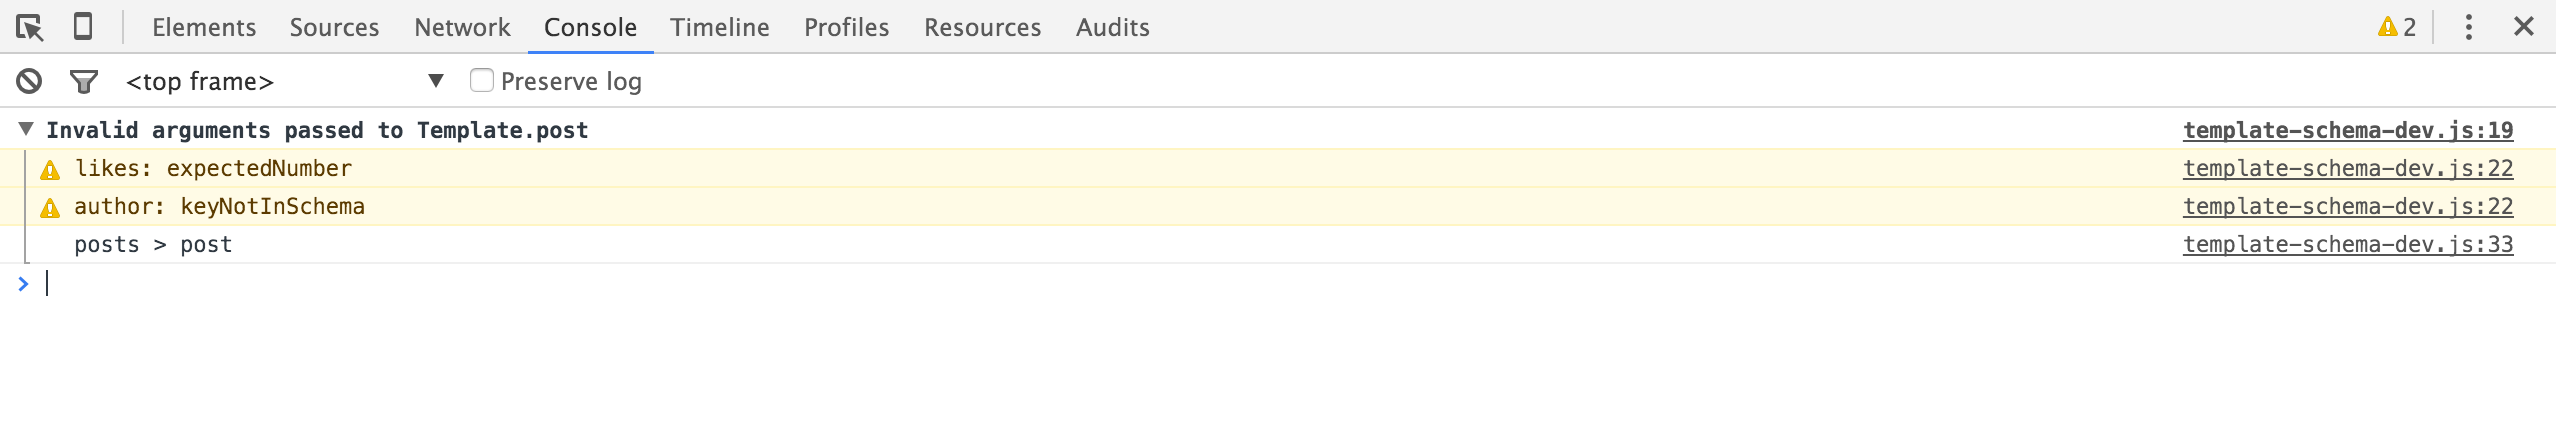 Elements Sources Network Console Timeline Profiles Resources Audits 2
<top frame> Preserve log
Invalid arguments passed to Template.post template-schema-dev.js:19
likes: expectedNumber template-schema-dev.js:22
author: keyNotInSchema template-schema-dev.js:22
posts > post template-schema-dev.js:33
>